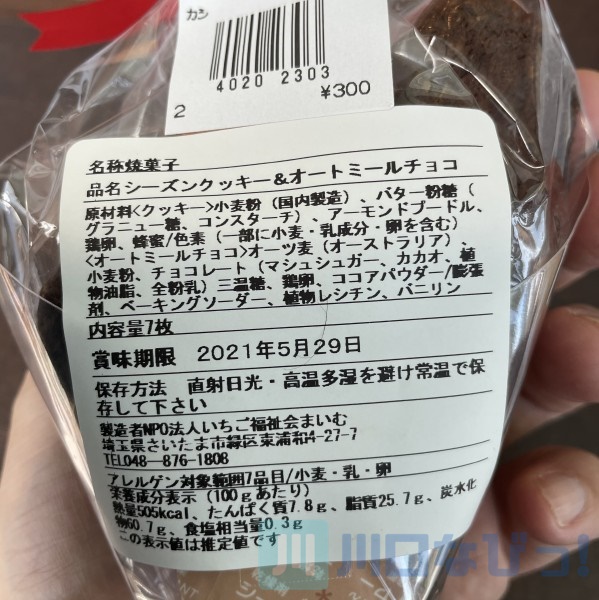 カシ
4020 2303
2
¥300
名称焼菓子
品名シーズンクッキー&オートミールチョコ
原材料<クッキー>小麦粉（国内製造）、バター粉糖（
グラニュー糖、コンスターチ）、アーモンドプードル、
鶏卵、蜂蜜/色素（一部に小麦・乳成分・卵を含む）
<オートミールチョコ>オーツ麦（オーストラリア）、
小麦粉、チョコレート（マシュシュガー、カカオ、植
物油脂、全粉乳）三温糖、鶏卵、ココアパウダー/膨張
剤、ベーキングソーダー、植物レシチン、バニリン
内容量7枚
賞味期限 2021年5月29日
保存方法 直射日光・高温多湿を避け常温で保
存して下さい
製造者NPO法人いちご福祉会まいむ
埼玉県さいたま市緑区東浦和4-27-7
TEL048-876-1808
アレルゲン対象範囲7品目/小麦・乳・卵
栄養成分表示（100gあたり）
熱量505kcal、たんぱく質7.8g、脂質25.7g、炭水化
物60.7g、食塩相当量0.3g
この表示値は推定値です
川口なびっ!